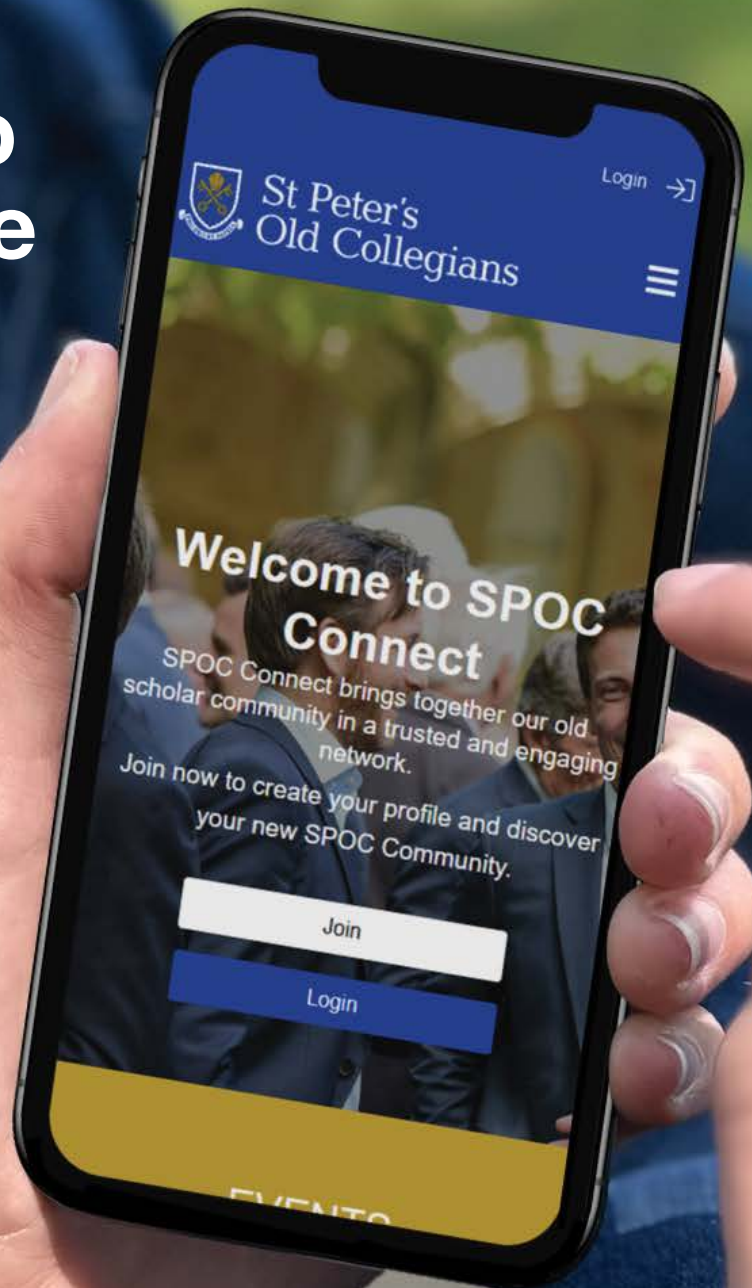 Login
St Peter's
Old Collegians
Welcome to SPOC
Connect
SPOC Connect brings together our old
scholar community in a trusted and engaging
network.
Join now to create your profile and discover
your new SPOC Community.
Join
Login
EVENTS